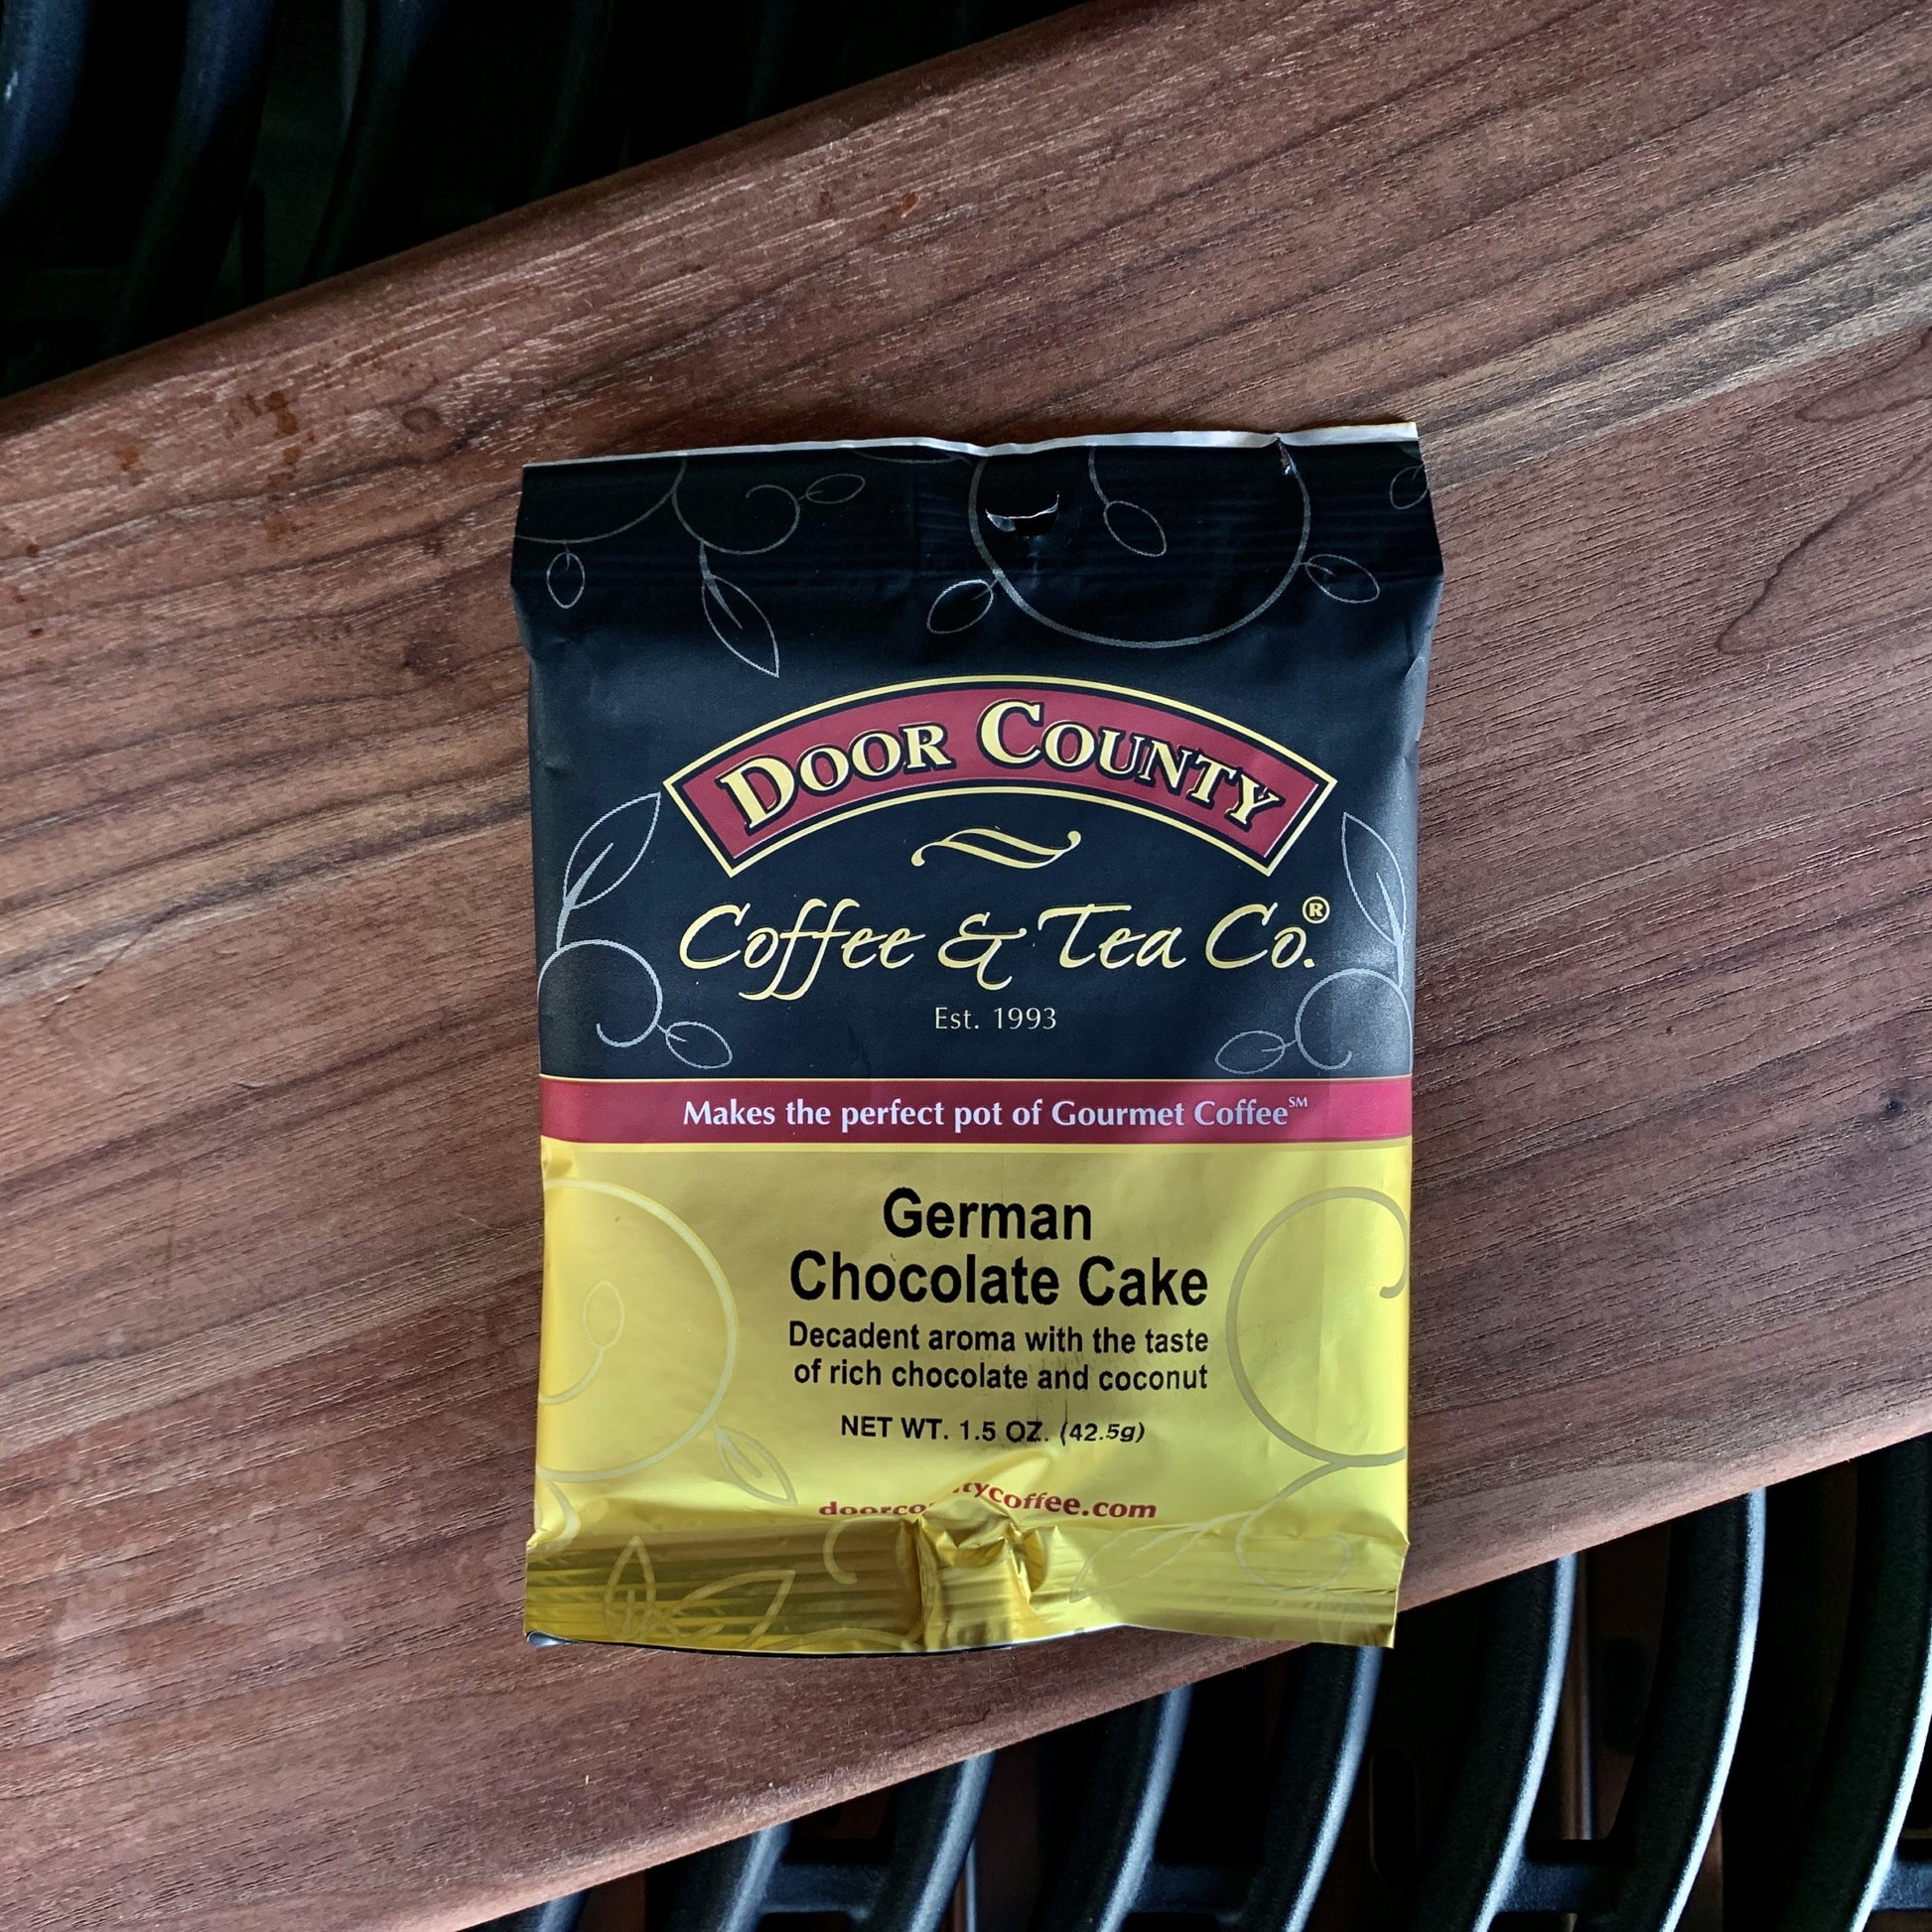 DOOR COUNTY
Coffee & Tea Co.®
Est. 1993
Makes the perfect pot of Gourmet Coffee℠
German
Chocolate Cake
Decadent aroma with the taste
of rich chocolate and coconut
NET WT. 1.5 OZ. (42.5g)